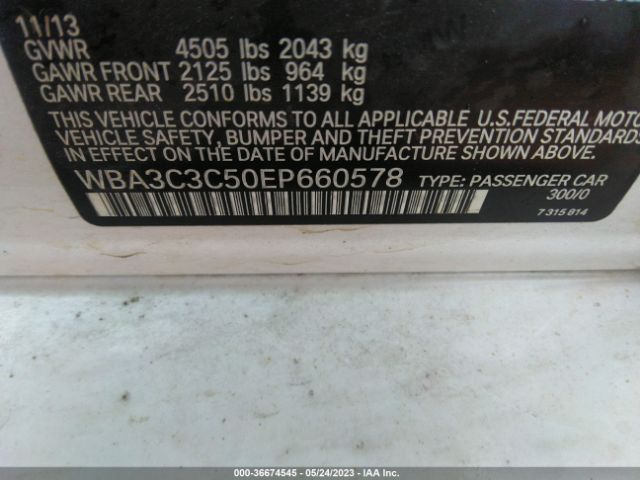 11/13
GVWR 4505 lbs 2043 kg
GAWR FRONT 2125 lbs 964 kg
GAWR REAR 2510 lbs 1139 kg
THIS VEHICLE CONFORMS TO ALL APPLICABLE U.S.FEDERAL MOTO
VEHICLE SAFETY, BUMPER AND THEFT PREVENTION STANDARDS
IN EFFECT ON THE DATE OF MANUFACTURE SHOWN ABOVE.
WBA3C3C50EP660578 TYPE: PASSENGER CAR
300/0
7 315 814
000-36674545 - 05/24/2023 - IAAI.COM